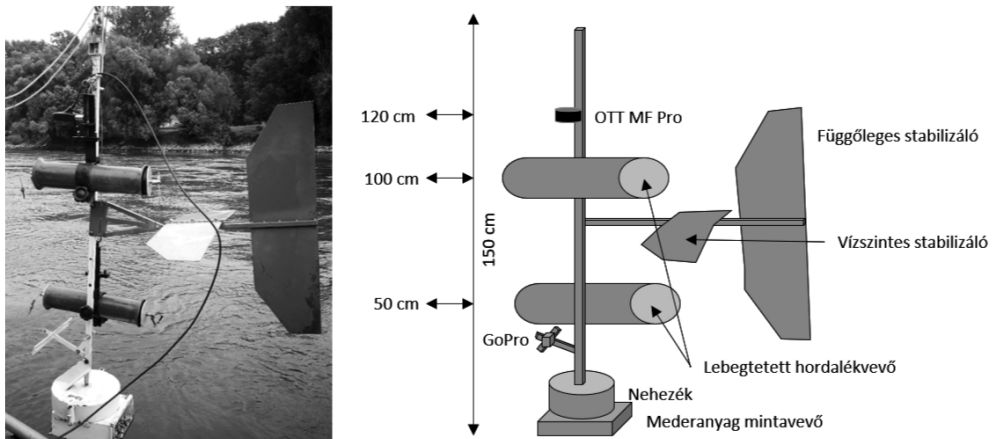 120 cm
OTT MF Pro
Függőleges stabilizáló
100 cm
150 cm
Vízszintes stabilizáló
50 cm
GoPro
Lebegtetett hordalékvevő
Nehezék
Mederanyag mintavevő